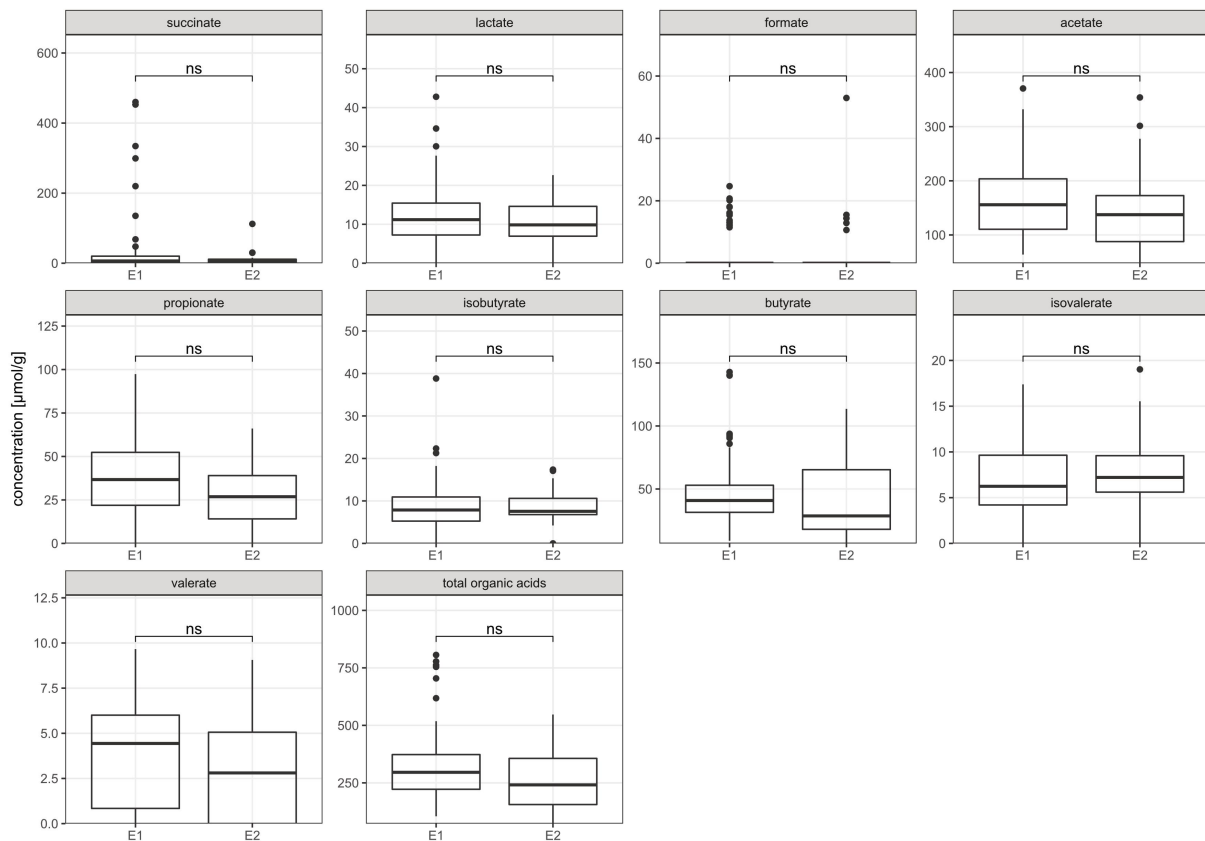 succinate
lactate
formate
acetate
600
400
200
0
ns
E1
E2
50
40
30
20
10
0
ns
E1
E2
60
40
20
0
ns
E1
E2
400
300
200
100
ns
E1
E2
concentration [μmol/g]
propionate
isobutyrate
butyrate
isovalerate
125
100
75
50
25
0
ns
E1
E2
50
40
30
20
10
0
ns
E1
E2
150
100
50
ns
E1
E2
20
15
10
5
0
ns
E1
E2
valerate
total organic acids
12.5
10.0
7.5
5.0
2.5
0.0
ns
E1
E2
1000
750
500
250
ns
E1
E2